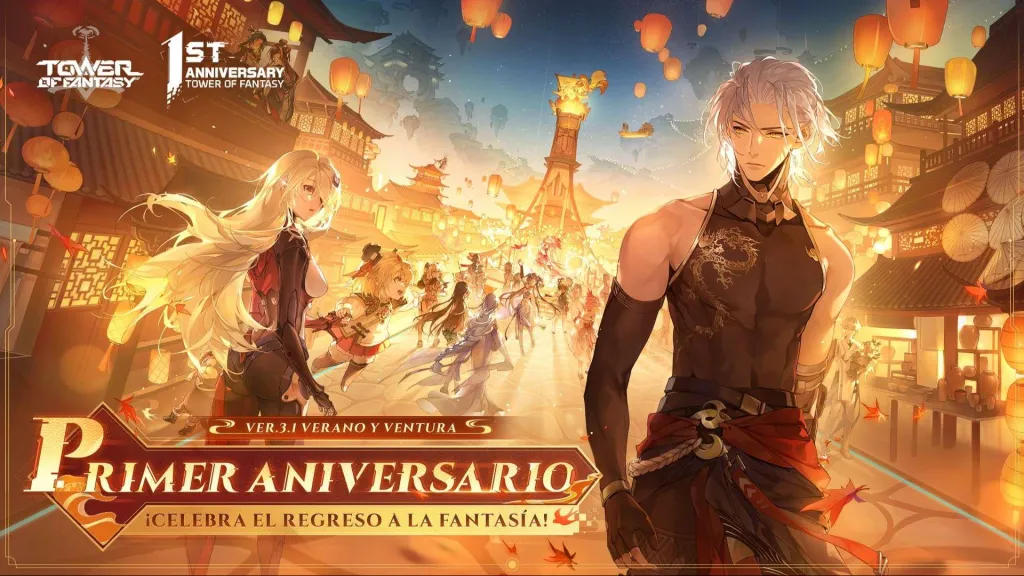 TOWER
OF FANTASY
1ST
ANNIVERSARY
TOWER OF FANTASY
VER.3.1 VERANO Y VENTURA
PRIMER ANIVERSARIO
¡CELEBRA EL REGRESO A LA FANTASÍA!